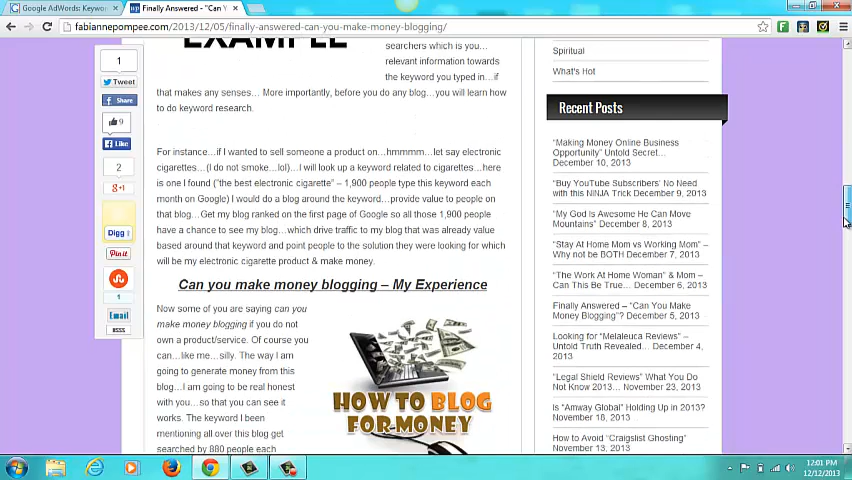 Google AdWords: Keywo
Finally Answered - "Can Y
fabiannepompee.com/2013/12/05/finally-answered-can-you-make-money-blogging/
EXAMPLE
searchers which is you…
relevant information towards
the keyword you typed in…if
that makes any senses… More importantly, before you do any blog…you will learn how
to do keyword research.
For instance…if I wanted to sell someone a product on…hmmmm…let say electronic
cigarettes…(I do not smoke…lol)…I will look up a keyword related to cigarettes…here
is one I found ("the best electronic cigarette" – 1,900 people type this keyword each
month on Google) I would do a blog around the keyword…provide value to people on
that blog…Get my blog ranked on the first page of Google so all those 1,900 people
have a chance to see my blog…which drive traffic to my blog that was already value
based around that keyword and point people to the solution they were looking for which
will be my electronic cigarette product & make money.
Can you make money blogging – My Experience
Now some of you are saying can you
make money blogging if you do not
own a product/service. Of course you
can…like me…silly. The way I am
going to generate money from this
blog…I am going to be real honest
with you…so that you can see it
works. The keyword I been
mentioning all over this blog get
searched by 880 people each
HOW TO BLOG
FOR MONEY
1
Tweet
Share
9
Like
2
+1
Digg
Pin it
1
Email
Spiritual
What's Hot
Recent Posts
"Making Money Online Business
Opportunity" Untold Secret…
December 10, 2013
"Buy YouTube Subscribers' No Need
with this NINJA Trick December 9, 2013
"My God Is Awesome He Can Move
Mountains" December 8, 2013
"Stay At Home Mom vs Working Mom" –
Why not be BOTH December 7, 2013
"The Work At Home Woman" & Mom –
Can This Be True… December 6, 2013
Finally Answered – "Can You Make
Money Blogging"? December 5, 2013
Looking for "Melaleuca Reviews" –
Untold Truth Revealed… December 4,
2013
"Legal Shield Reviews" What You Do
Not Know 2013… November 23, 2013
Is "Amway Global" Holding Up in 2013?
November 18, 2013
How to Avoid "Craigslist Ghosting"
November 13, 2013
12:01 PM
12/12/2013